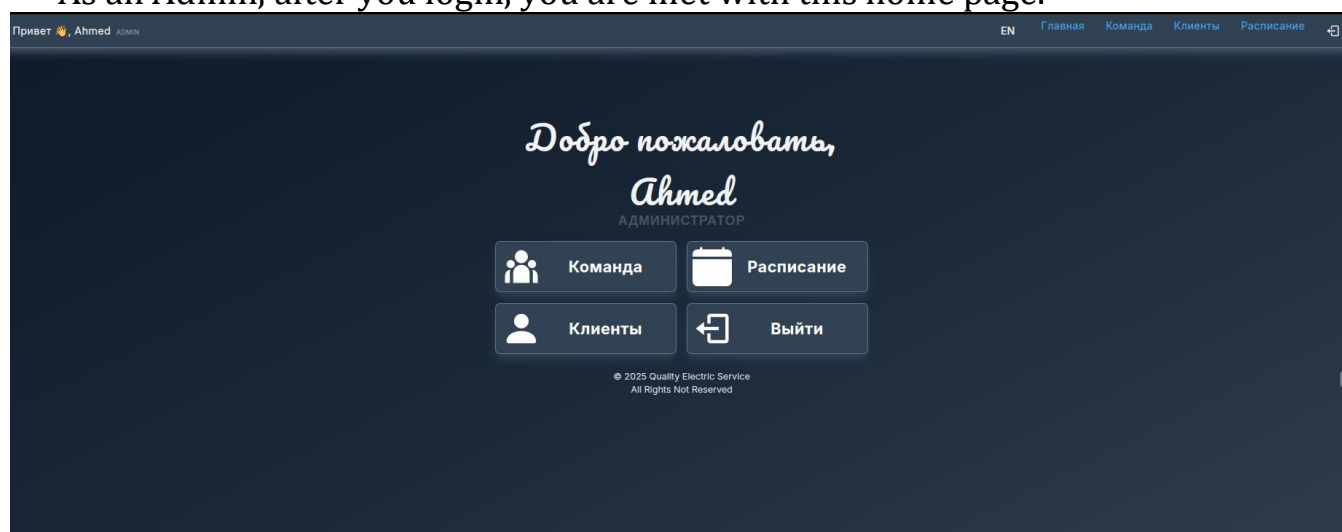 As an Admin, after you login, you are met with this home page.
Привет 👋, Ahmed ADMIN
EN Главная Команда Клиенты Расписание
Добро пожаловать,
Ahmed
АДМИНИСТРАТОР
Команда Расписание
Клиенты Выйти
© 2025 Quality Electric Service
All Rights Not Reserved